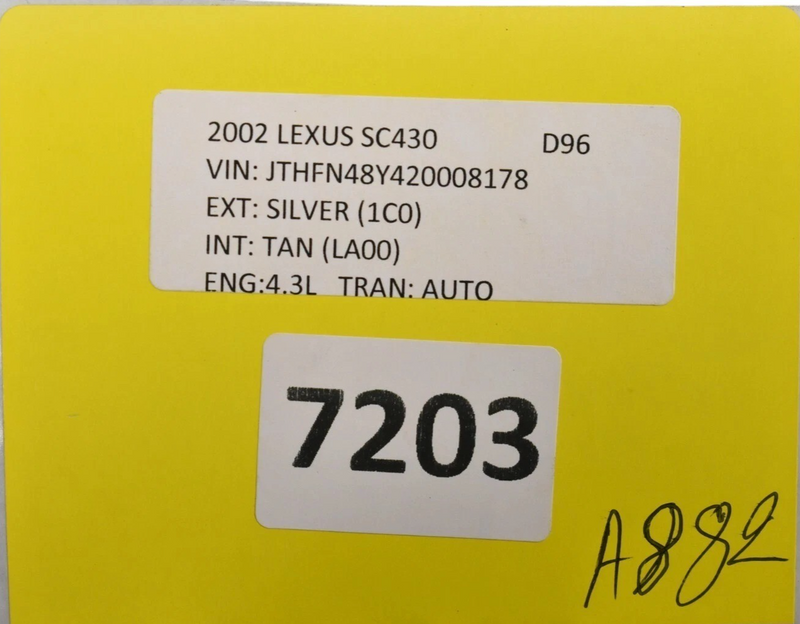 2002 LEXUS SC430 D96
VIN: JTHFN48Y420008178
EXT: SILVER (1C0)
INT: TAN (LA00)
ENG:4.3L TRAN: AUTO
7203
A882